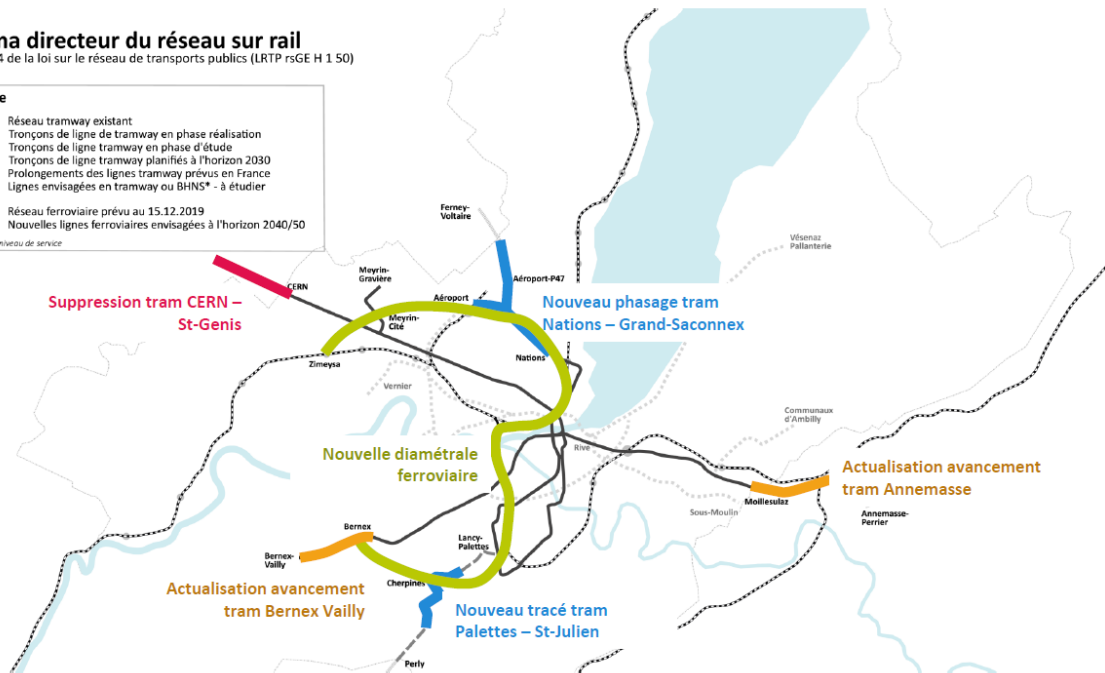 na directeur du réseau sur rail
4 de la loi sur le réseau de transports publics (LRTP rsGE H 1 50)
e
Réseau tramway existant
Tronçons de ligne de tramway en phase réalisation
Tronçons de ligne tramway en phase d'étude
Tronçons de ligne tramway planifiés à l'horizon 2030
Prolongements des lignes tramway prévus en France
Lignes envisagées en tramway ou BHNS* - à étudier
Réseau ferroviaire prévu au 15.12.2019
Nouvelles lignes ferroviaires envisagées à l'horizon 2040/50
niveau de service
Ferney-
Voltaire
Vésenaz
Pallanterie
Meyrin-
Gravière
Aéroport-P47
CERN
Aéroport
Suppression tram CERN –
St-Genis
Nouveau phasage tram
Nations – Grand-Saconnex
Meyrin-
Cité
Nations
Zimeysa
Vernier
Communaux
d'Ambilly
Rive
Nouvelle diamétrale
ferroviaire
Actualisation avancement
tram Annemasse
Moillesulaz
Sous-Moulin
Annemasse-
Perrier
Bernex
Lancy-
Palettes
Bernex-
Vailly
Cherpines
Actualisation avancement
tram Bernex Vailly
Nouveau tracé tram
Palettes – St-Julien
Perly